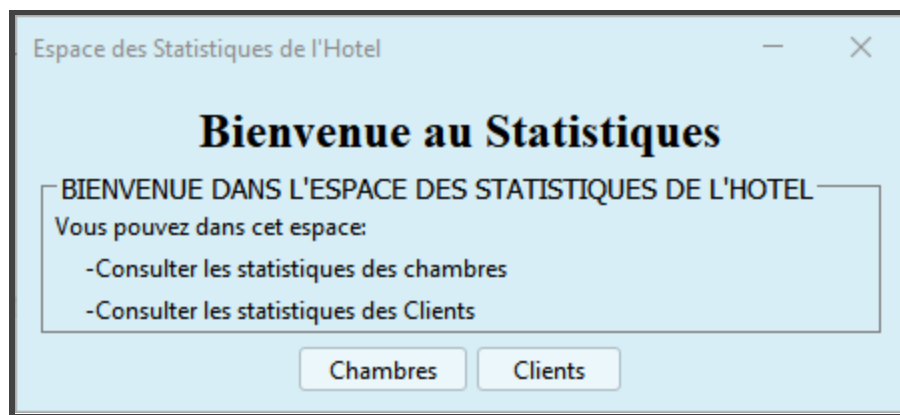 Espace des Statistiques de l'Hotel
Bienvenue au Statistiques
BIENVENUE DANS L'ESPACE DES STATISTIQUES DE L'HOTEL
Vous pouvez dans cet espace:
-Consulter les statistiques des chambres
-Consulter les statistiques des Clients
Chambres Clients